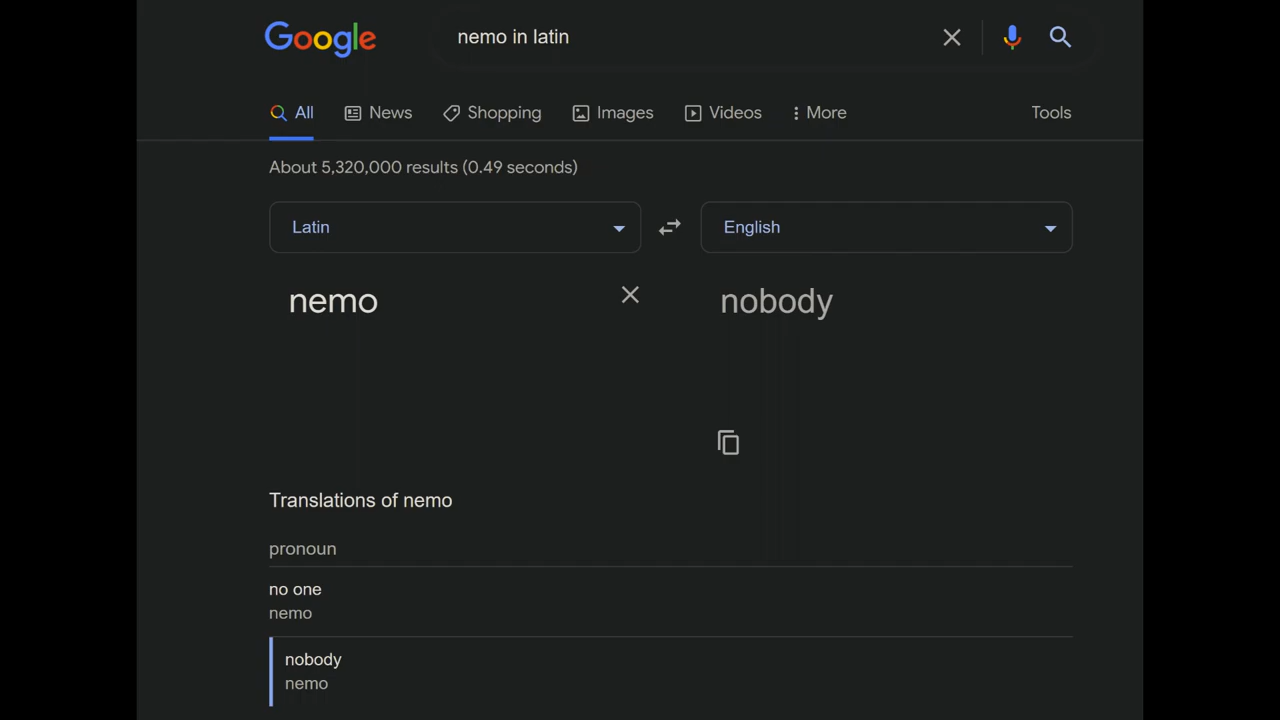 Google nemo in latin
All News Shopping Images Videos More Tools
About 5,320,000 results (0.49 seconds)
Latin English
nemo nobody
Translations of nemo
pronoun
no one
nemo
nobody
nemo